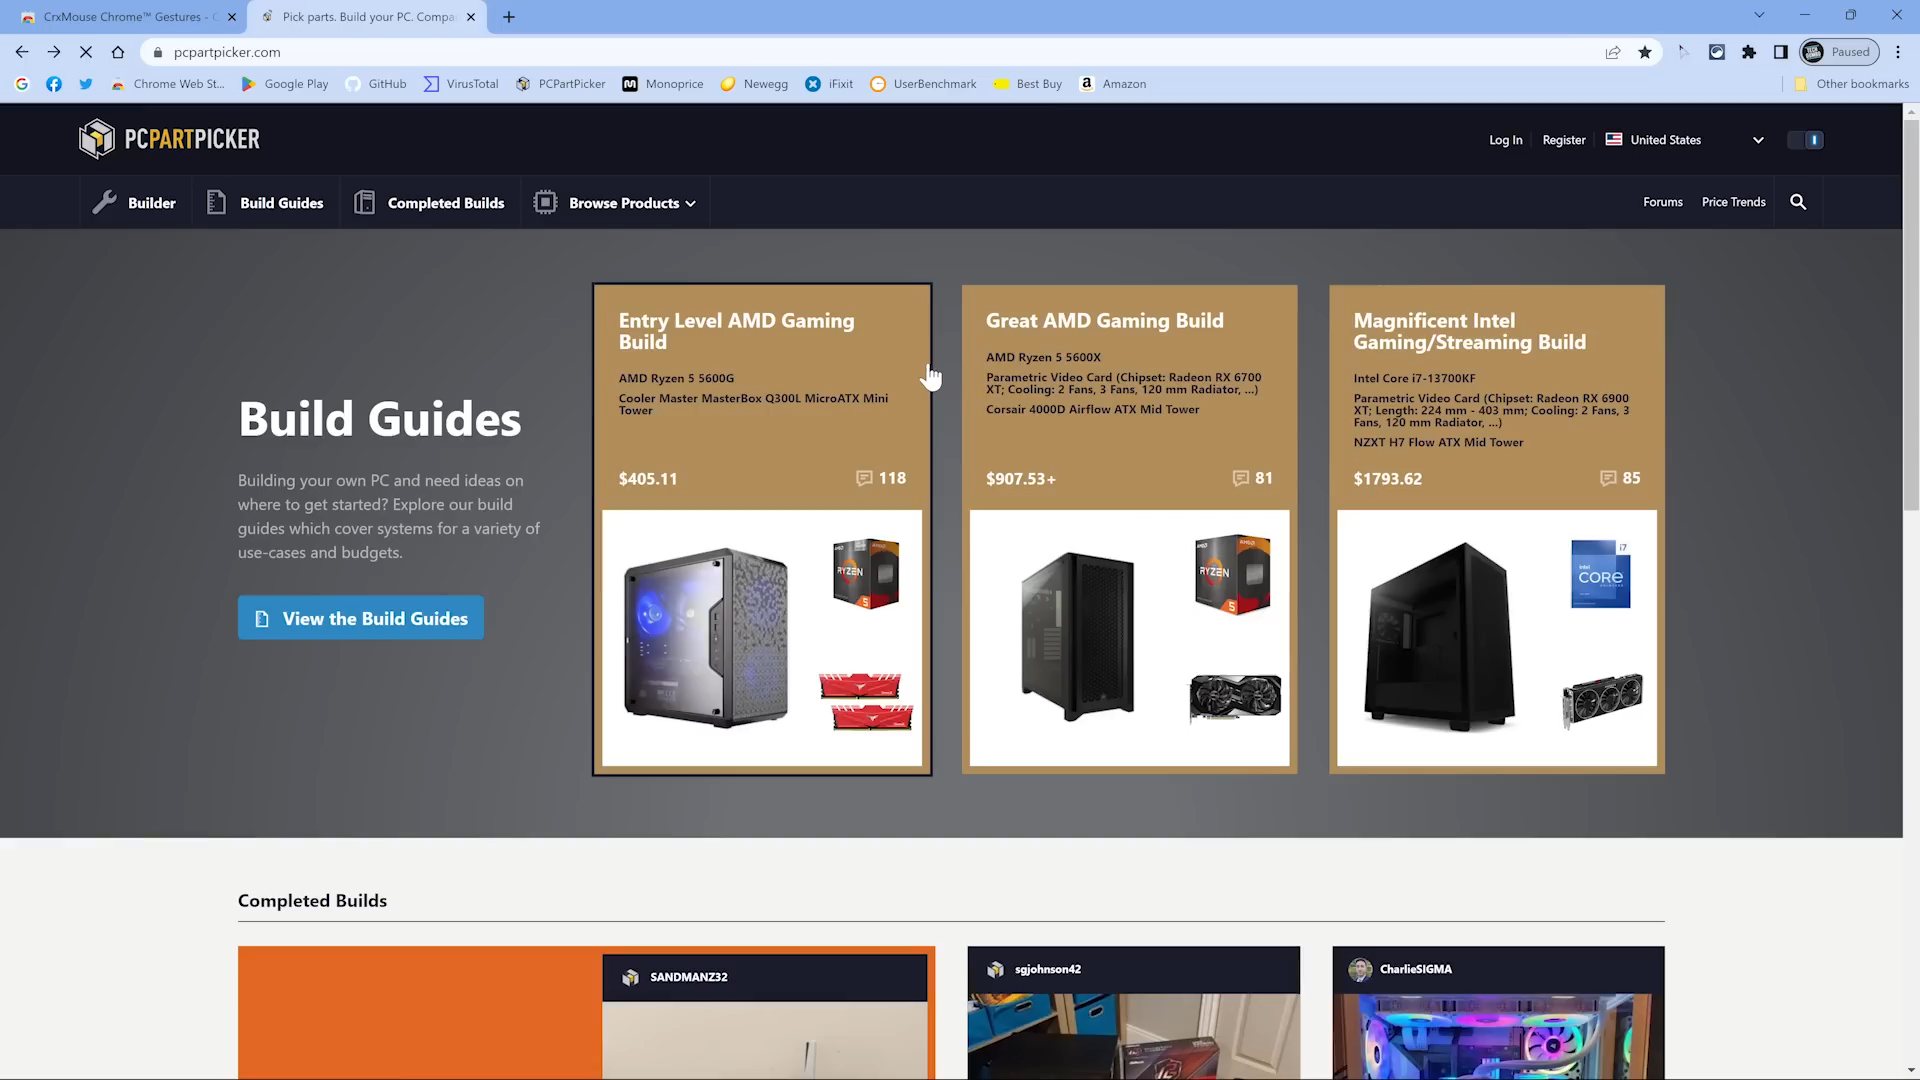 CrxMouse Chrome™ Gestures -
Pick parts. Build your PC. Compa
pcpartpicker.com
Paused
Chrome Web St...
Google Play
GitHub
VirusTotal
PCPartPicker
Monoprice
Newegg
iFixit
UserBenchmark
Best Buy
Amazon
Other bookmarks
PCPARTPICKER
Log In
Register
United States
Builder
Build Guides
Completed Builds
Browse Products
Forums
Price Trends
Build Guides
Building your own PC and need ideas on
where to get started? Explore our build
guides which cover systems for a variety of
use-cases and budgets.
View the Build Guides
Entry Level AMD Gaming
Build
AMD Ryzen 5 5600G
Cooler Master MasterBox Q300L MicroATX Mini
Tower
$405.11
118
RYZEN
5
Great AMD Gaming Build
AMD Ryzen 5 5600X
Parametric Video Card (Chipset: Radeon RX 6700
XT; Cooling: 2 Fans, 3 Fans, 120 mm Radiator, ...)
Corsair 4000D Airflow ATX Mid Tower
$907.53+
81
RYZEN
5
Magnificent Intel
Gaming/Streaming Build
Intel Core i7-13700KF
Parametric Video Card (Chipset: Radeon RX 6900
XT; Length: 224 mm - 403 mm; Cooling: 2 Fans, 3
Fans, 120 mm Radiator, ...)
NZXT H7 Flow ATX Mid Tower
$1793.62
85
i7
intel
CORE
Completed Builds
SANDMANZ32
sgjohnson42
CharlieSIGMA